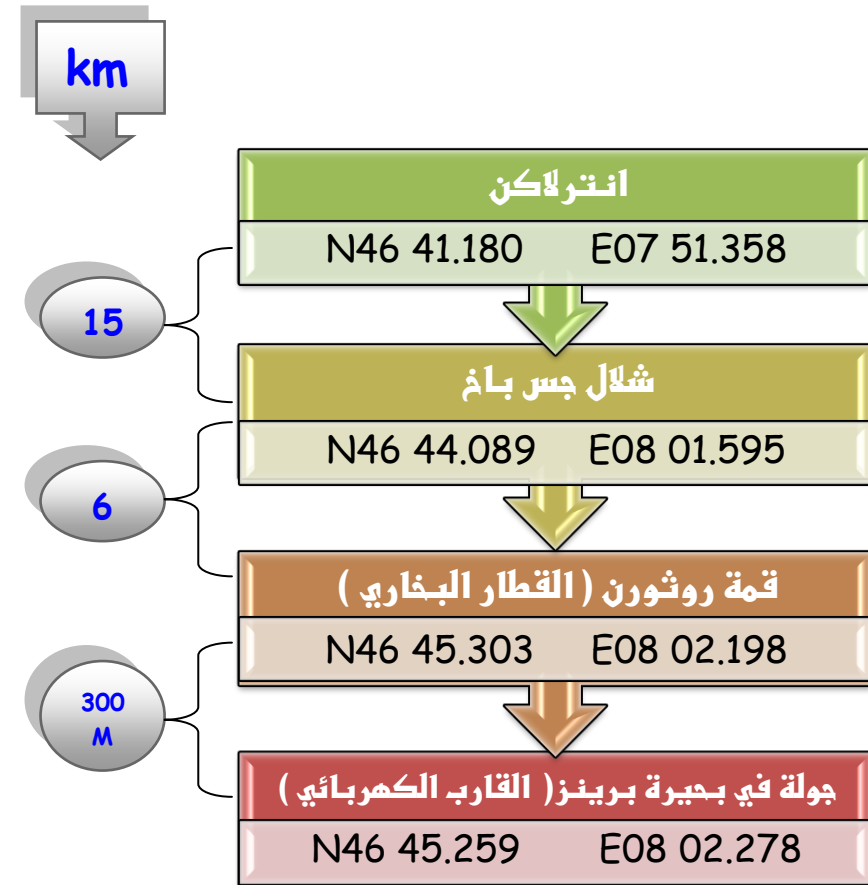 km
انترلاكن
N46 41.180 E07 51.358
15
شلال جس باخ
N46 44.089 E08 01.595
6
قمة روثورن ( القطار البخاري )
N46 45.303 E08 02.198
300
M
جولة في بحيرة برينز( القارب الكهربائي )
N46 45.259 E08 02.278